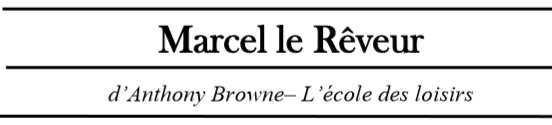 Marcel le Rêveur
d’Anthony Browne– L’école des loisirs